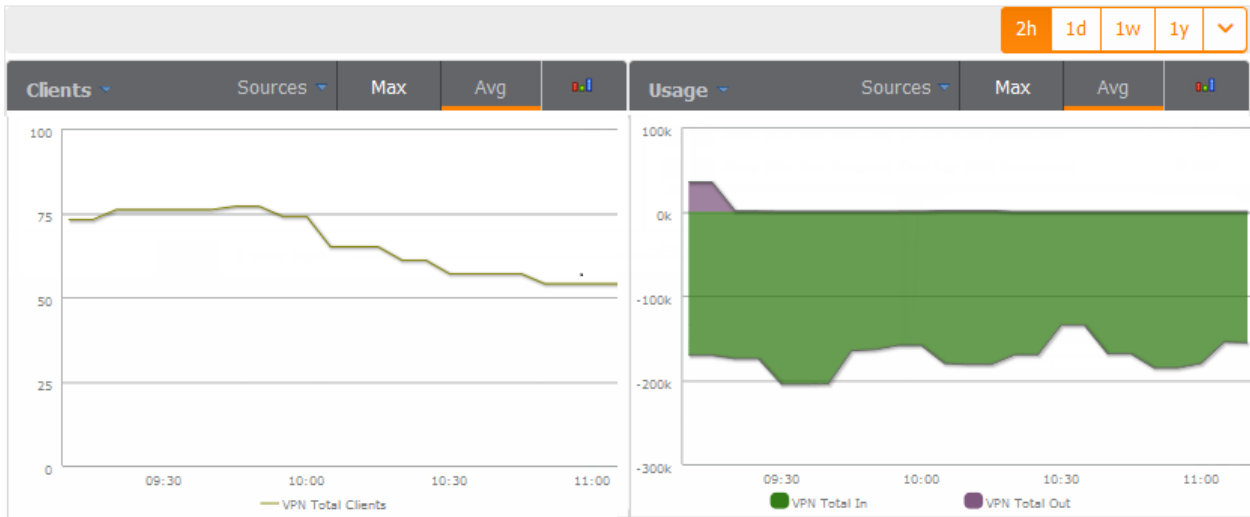 2h 1d 1w 1y
Clients Sources Max Avg
100
75
50
25
0
09:30 10:00 10:30 11:00
VPN Total Clients
Usage Sources Max Avg
100k
0k
-100k
-200k
-300k
09:30 10:00 10:30 11:00
VPN Total In VPN Total Out